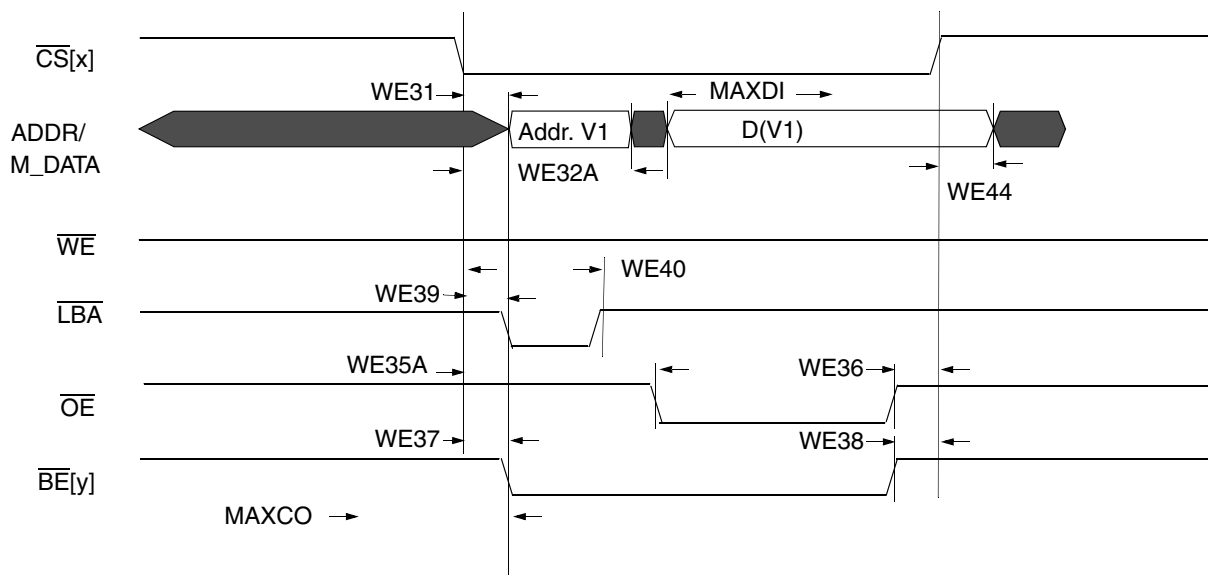 CS[x]
WE31
MAXDI
ADDR/
M_DATA
Addr. V1
D(V1)
WE32A
WE44
WE
WE40
WE39
LBA
WE35A
WE36
OE
WE37
WE38
BE[y]
MAXCO